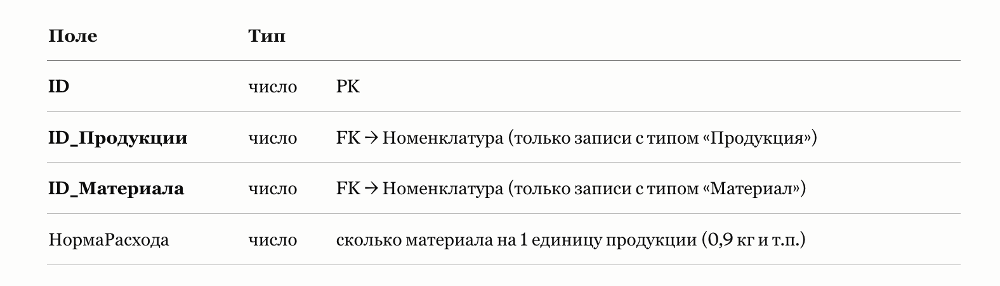 Поле Тип
ID число PK
ID_Продукции число FK → Номенклатура (только записи с типом «Продукция»)
ID_Материала число FK → Номенклатура (только записи с типом «Материал»)
НормаРасхода число сколько материала на 1 единицу продукции (0,9 кг и т.п.)